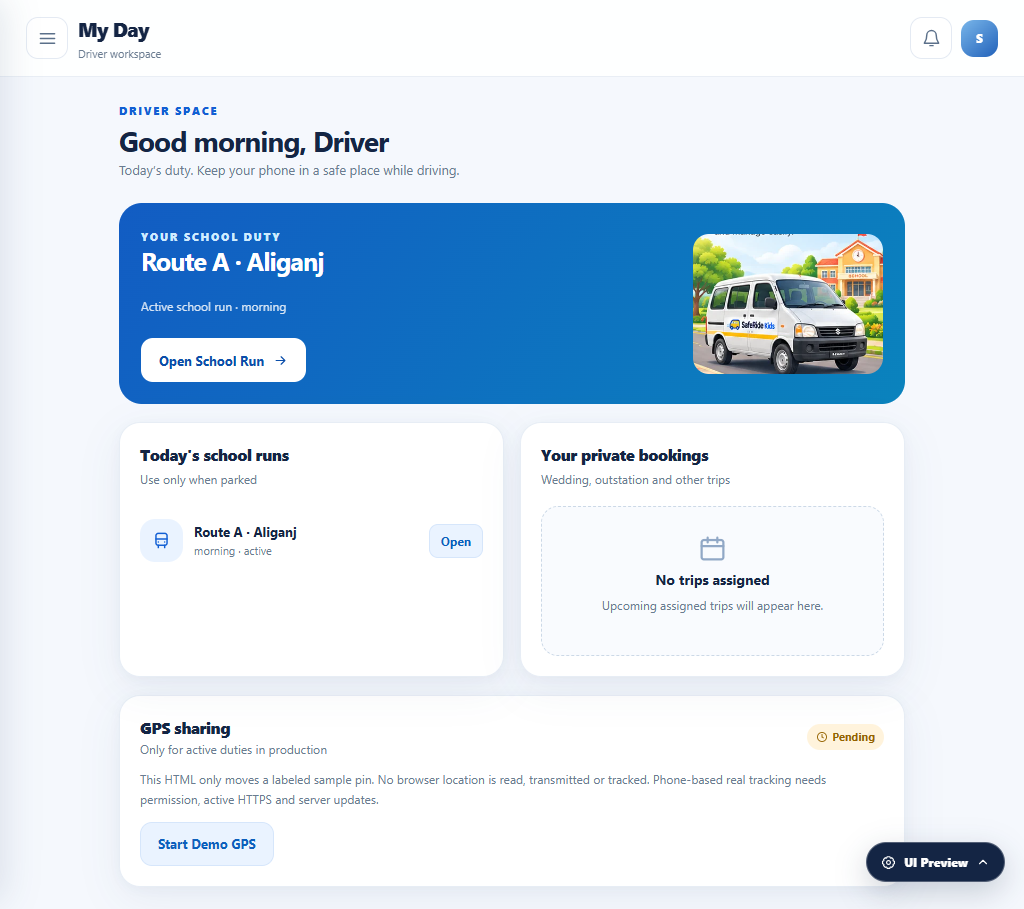 My Day
Driver workspace
S
DRIVER SPACE
Good morning, Driver
Today's duty. Keep your phone in a safe place while driving.
YOUR SCHOOL DUTY
Route A · Aliganj
Active school run · morning
Open School Run
SCHOOL
SafeRide Kids
Today's school runs
Use only when parked
Route A · Aliganj
morning · active
Open
Your private bookings
Wedding, outstation and other trips
No trips assigned
Upcoming assigned trips will appear here.
GPS sharing
Only for active duties in production
Pending
This HTML only moves a labeled sample pin. No browser location is read, transmitted or tracked. Phone-based real tracking needs
permission, active HTTPS and server updates.
Start Demo GPS
UI Preview